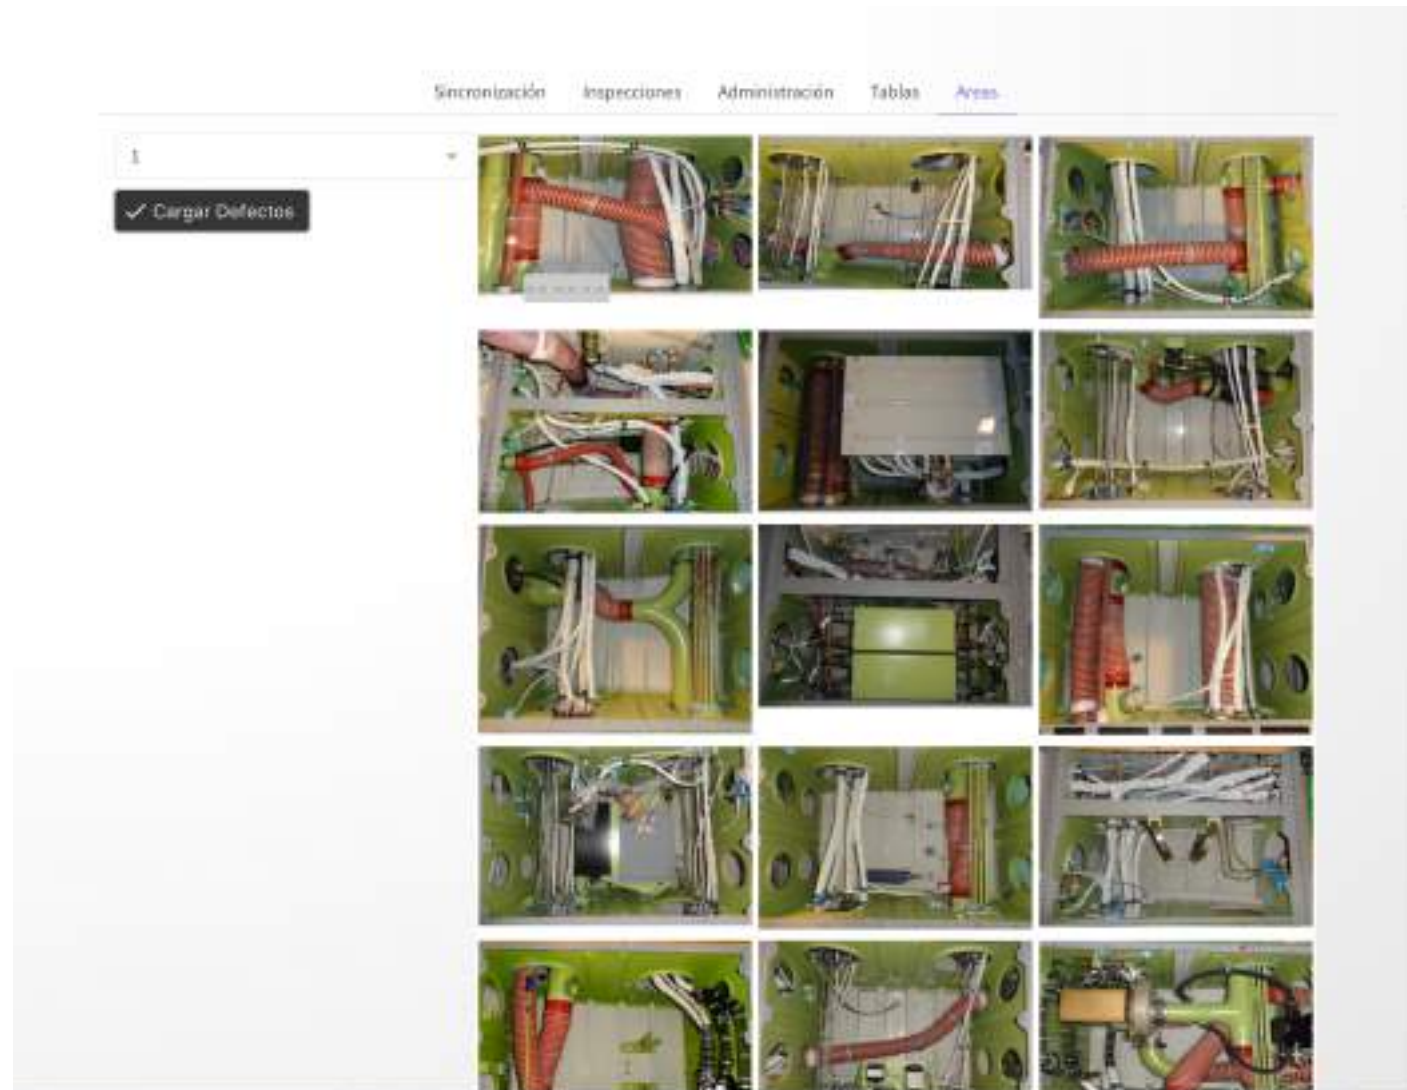 Sincronización Inspecciones Administración Tablas Areas
1
Cargar Defectos